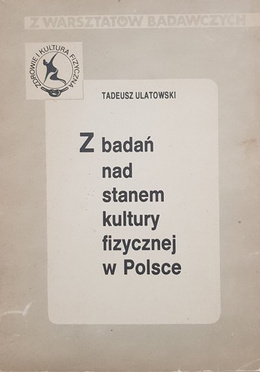 Z WARSZTATÓW BADAWCZYCH
ZDROWIE I KULTURA FIZYCZNA
TADEUSZ ULATOWSKI
Z badań
nad
stanem
kultury
fizycznej
w Polsce